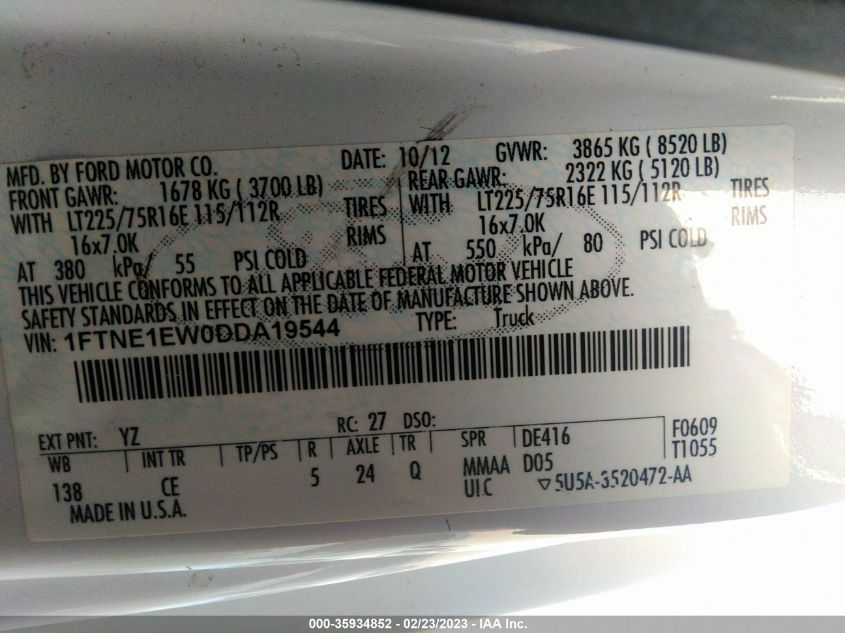 MFD. BY FORD MOTOR CO. DATE: 10/12 GVWR: 3865 KG ( 8520 LB)
FRONT GAWR: 1678 KG ( 3700 LB) REAR GAWR: 2322 KG ( 5120 LB)
WITH LT225/75R16E 115/112R TIRES WITH LT225/75R16E 115/112R TIRES
16x7.0K RIMS 16x7.0K RIMS
AT 380 kPa/ 55 PSI COLD AT 550 kPa/ 80 PSI COLD
THIS VEHICLE CONFORMS TO ALL APPLICABLE FEDERAL MOTOR VEHICLE
SAFETY STANDARDS IN EFFECT ON THE DATE OF MANUFACTURE SHOWN ABOVE.
VIN: 1FTNE1EW0DDA19544 TYPE: Truck
EXT PNT: YZ RC: 27 DSO:
WB INT TR TP/PS R AXLE TR SPR DE416 F0609
138 CE 5 24 Q MMAA D05 T1055
MADE IN U.S.A. UIC ▽5U5A-3520472-AA
000-35934852 - 02/23/2023 - IAA Inc.